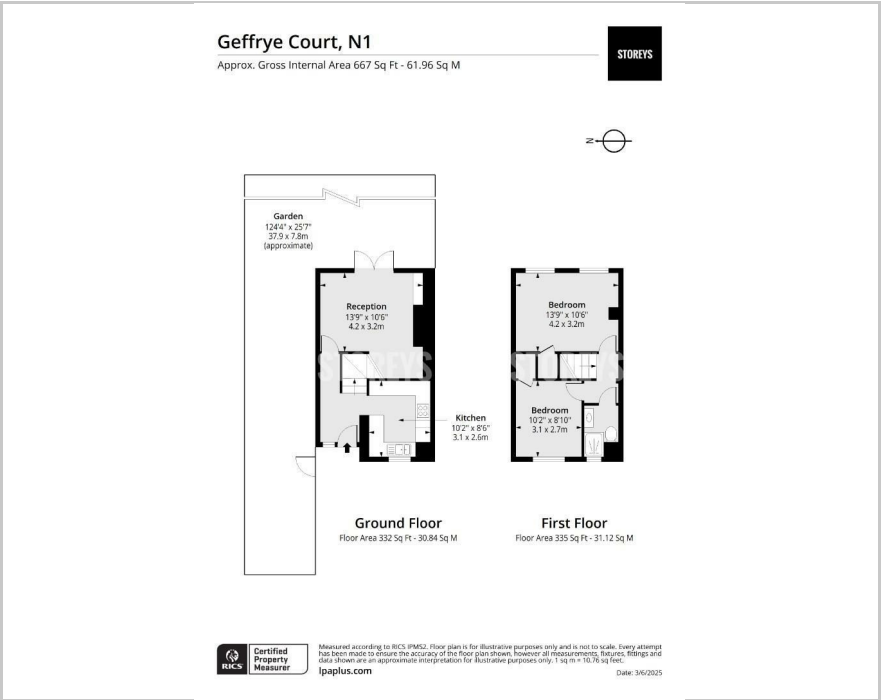 Geffrye Court, N1
Approx. Gross Internal Area 667 Sq Ft - 61.96 Sq M
STOREYS
N
Garden
124'4" x 25'7"
37.9 x 7.8m
(approximate)
Reception
13'9" x 10'6"
4.2 x 3.2m
Bedroom
13'9" x 10'6"
4.2 x 3.2m
STOREYS
STOREYS
Kitchen
10'2" x 8'6"
3.1 x 2.6m
Bedroom
10'2" x 8'10"
3.1 x 2.7m
Ground Floor
Floor Area 332 Sq Ft - 30.84 Sq M
First Floor
Floor Area 335 Sq Ft - 31.12 Sq M
RICS
Certified
Property
Measurer
Measured according to RICS IPMS2. Floor plan is for illustrative purposes only and is not to scale. Every attempt
has been made to ensure the accuracy of the floor plan shown, however all measurements, fixtures, fittings and
data shown are an approximate interpretation for illustrative purposes only. 1 sq m = 10.76 sq feet.
lpaplus.com
Date: 3/6/2025